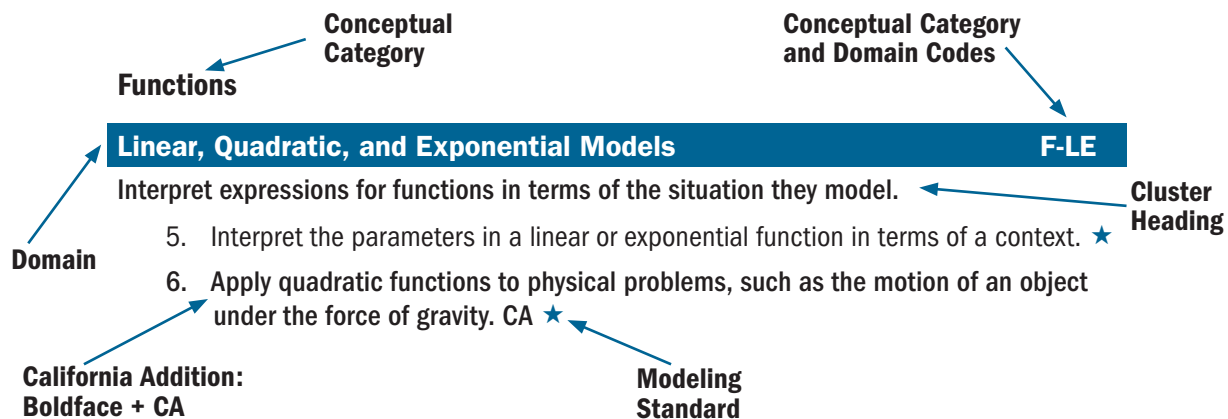 Conceptual
Category
Conceptual Category
and Domain Codes
Functions
Linear, Quadratic, and Exponential Models F-LE
Interpret expressions for functions in terms of the situation they model.
Cluster
Heading
5. Interpret the parameters in a linear or exponential function in terms of a context. ★
Domain
6. Apply quadratic functions to physical problems, such as the motion of an object
under the force of gravity. CA ★
California Addition:
Boldface + CA
Modeling
Standard